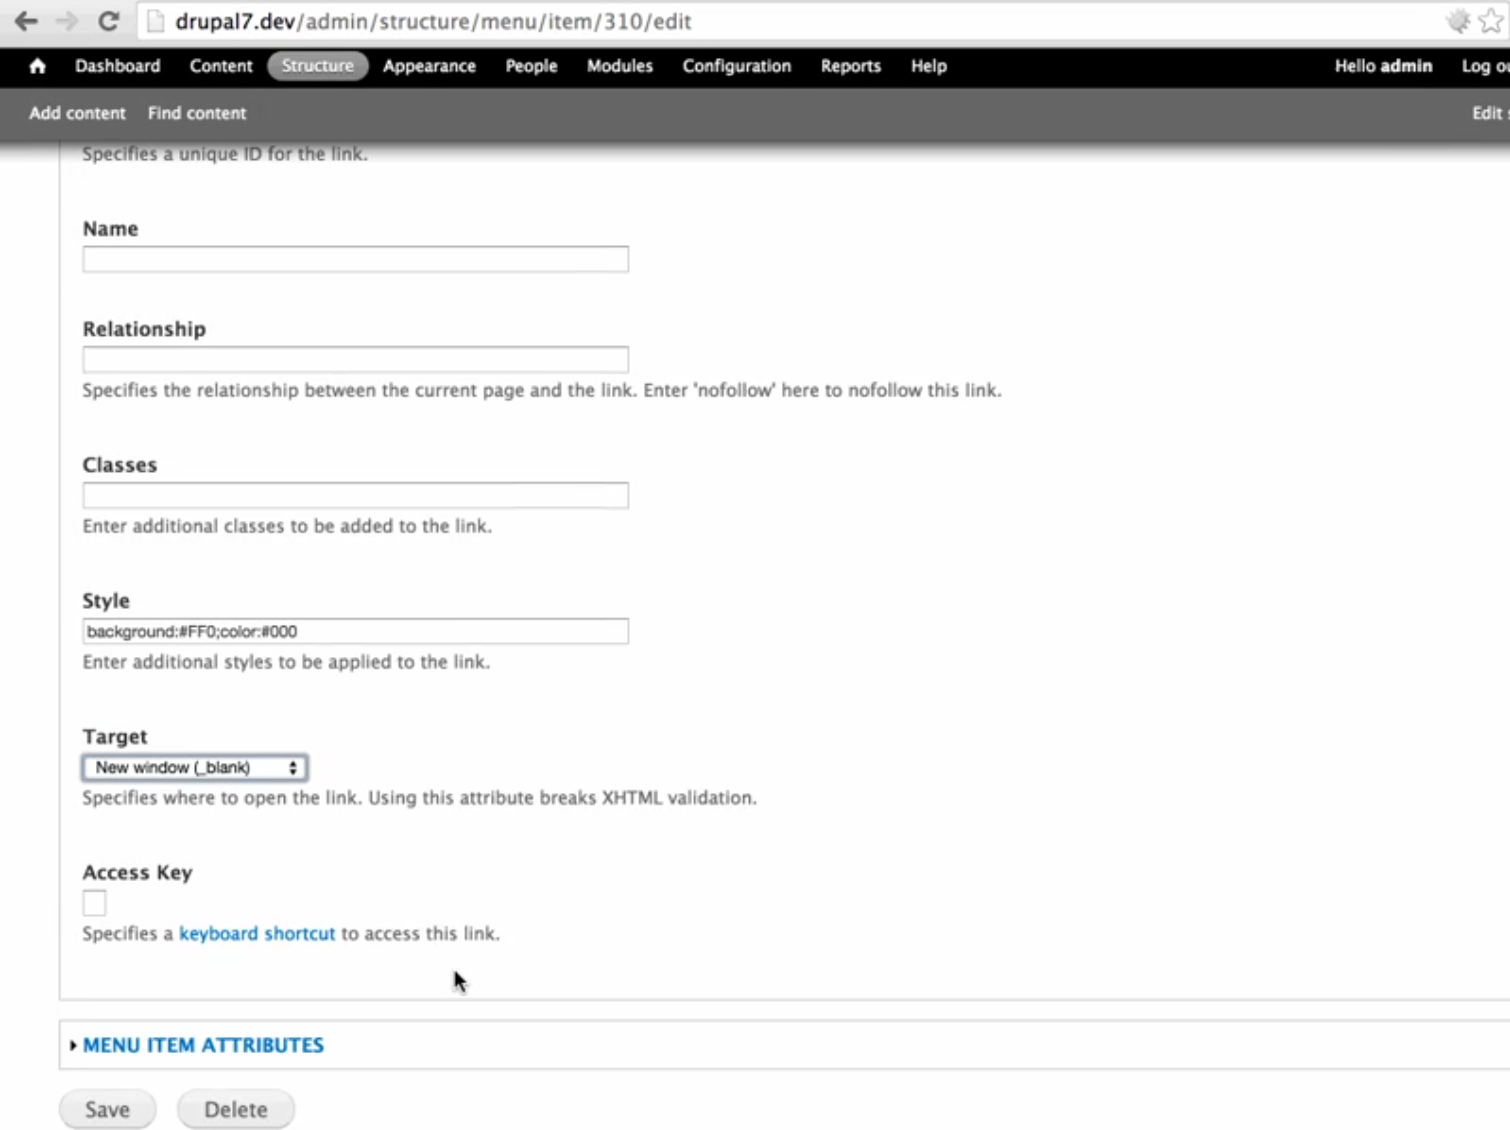 drupal7.dev/admin/structure/menu/item/310/edit
Dashboard Content Structure Appearance People Modules Configuration Reports Help Hello admin Log
Add content Find content Edit
Specifies a unique ID for the link.
Name
Relationship
Specifies the relationship between the current page and the link. Enter 'nofollow' here to nofollow this link.
Classes
Enter additional classes to be added to the link.
Style
background:#FF0;color:#000
Enter additional styles to be applied to the link.
Target
New window (_blank)
Specifies where to open the link. Using this attribute breaks XHTML validation.
Access Key
Specifies a keyboard shortcut to access this link.
MENU ITEM ATTRIBUTES
Save Delete